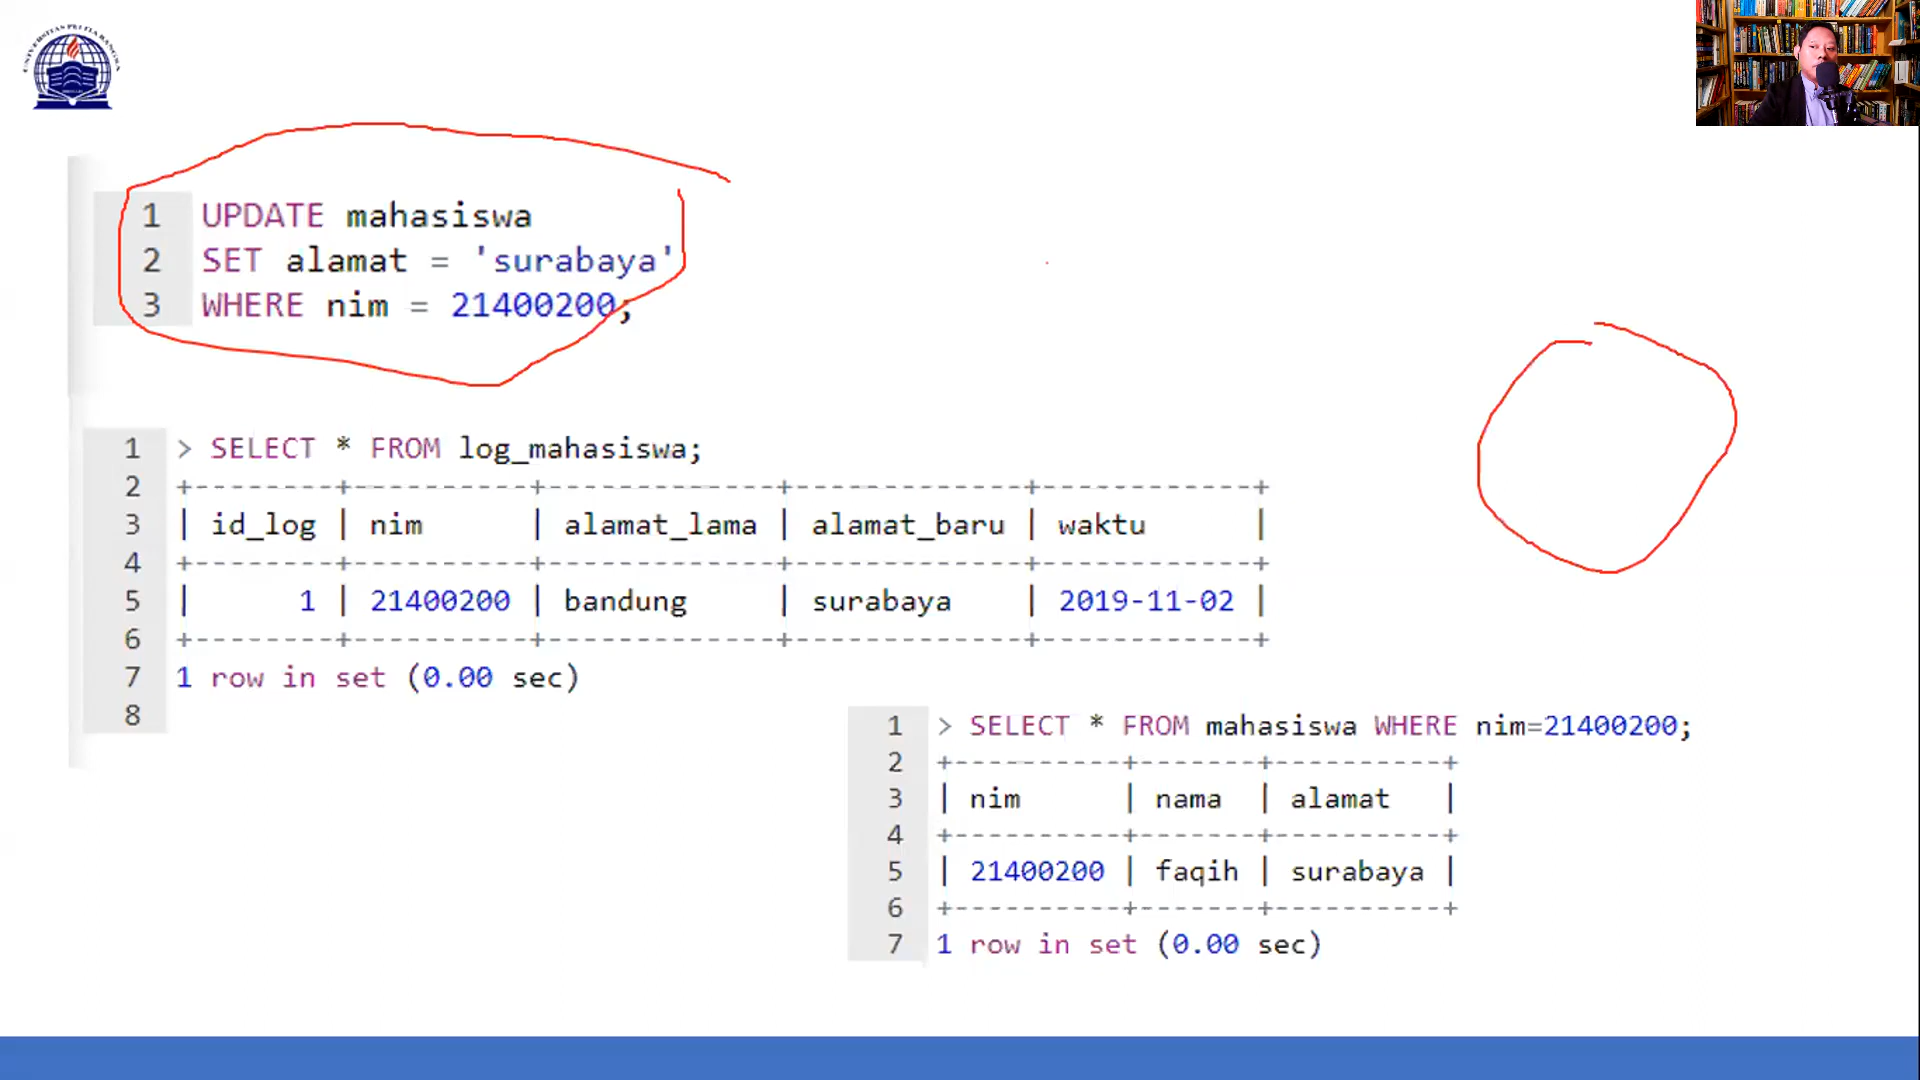 UNIVERSITAS PELITA BANGSA
1 UPDATE mahasiswa
2 SET alamat = 'surabaya'
3 WHERE nim = 21400200;
1 > SELECT * FROM log_mahasiswa;
2 +--------+----------+-------------+-------------+-----------+
3 | id_log | nim | alamat_lama | alamat_baru | waktu |
4 +--------+----------+-------------+-------------+-----------+
5 | 1 | 21400200 | bandung | surabaya | 2019-11-02 |
6 +--------+----------+-------------+-------------+-----------+
7 1 row in set (0.00 sec)
8
1 > SELECT * FROM mahasiswa WHERE nim=21400200;
2 +----------+-------+----------+
3 | nim | nama | alamat |
4 +----------+-------+----------+
5 | 21400200 | faqih | surabaya |
6 +----------+-------+----------+
7 1 row in set (0.00 sec)